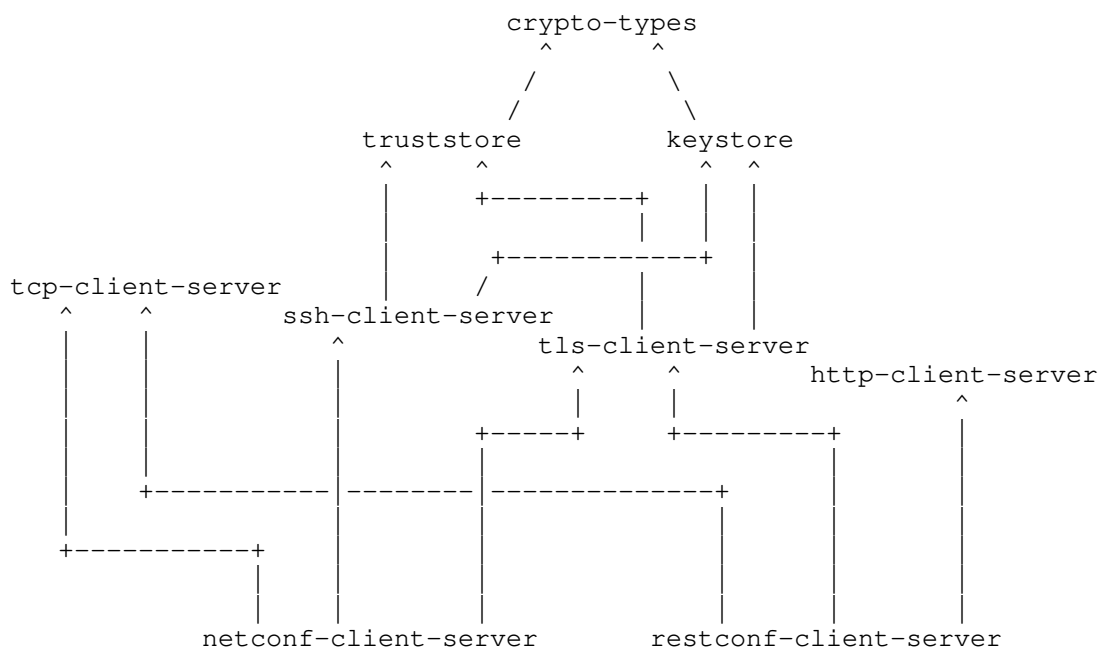 crypto-types
truststore keystore
tcp-client-server
ssh-client-server
tls-client-server
http-client-server
netconf-client-server restconf-client-server